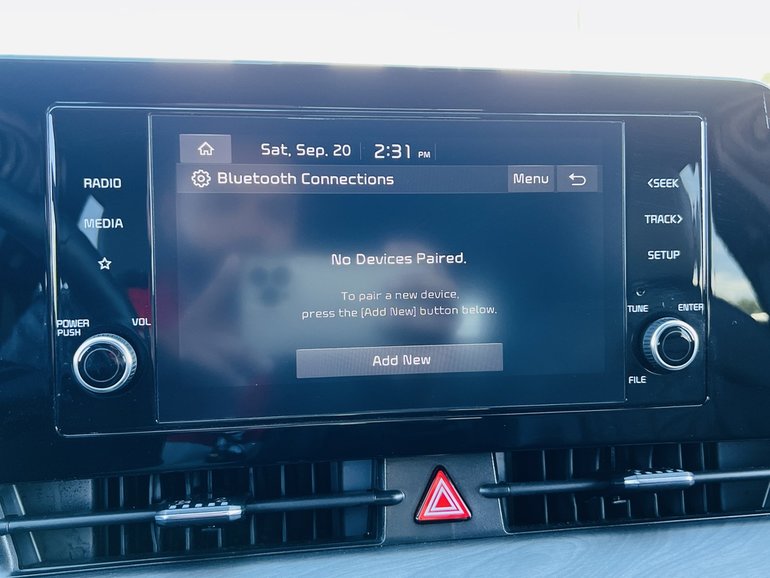 Sat, Sep. 20 2:31 PM
Bluetooth Connections Menu
No Devices Paired.
To pair a new device,
press the [Add New] button below.
Add New
RADIO
MEDIA
POWER
PUSH
VOL
<SEEK
TRACK>
SETUP
TUNE
ENTER
FILE